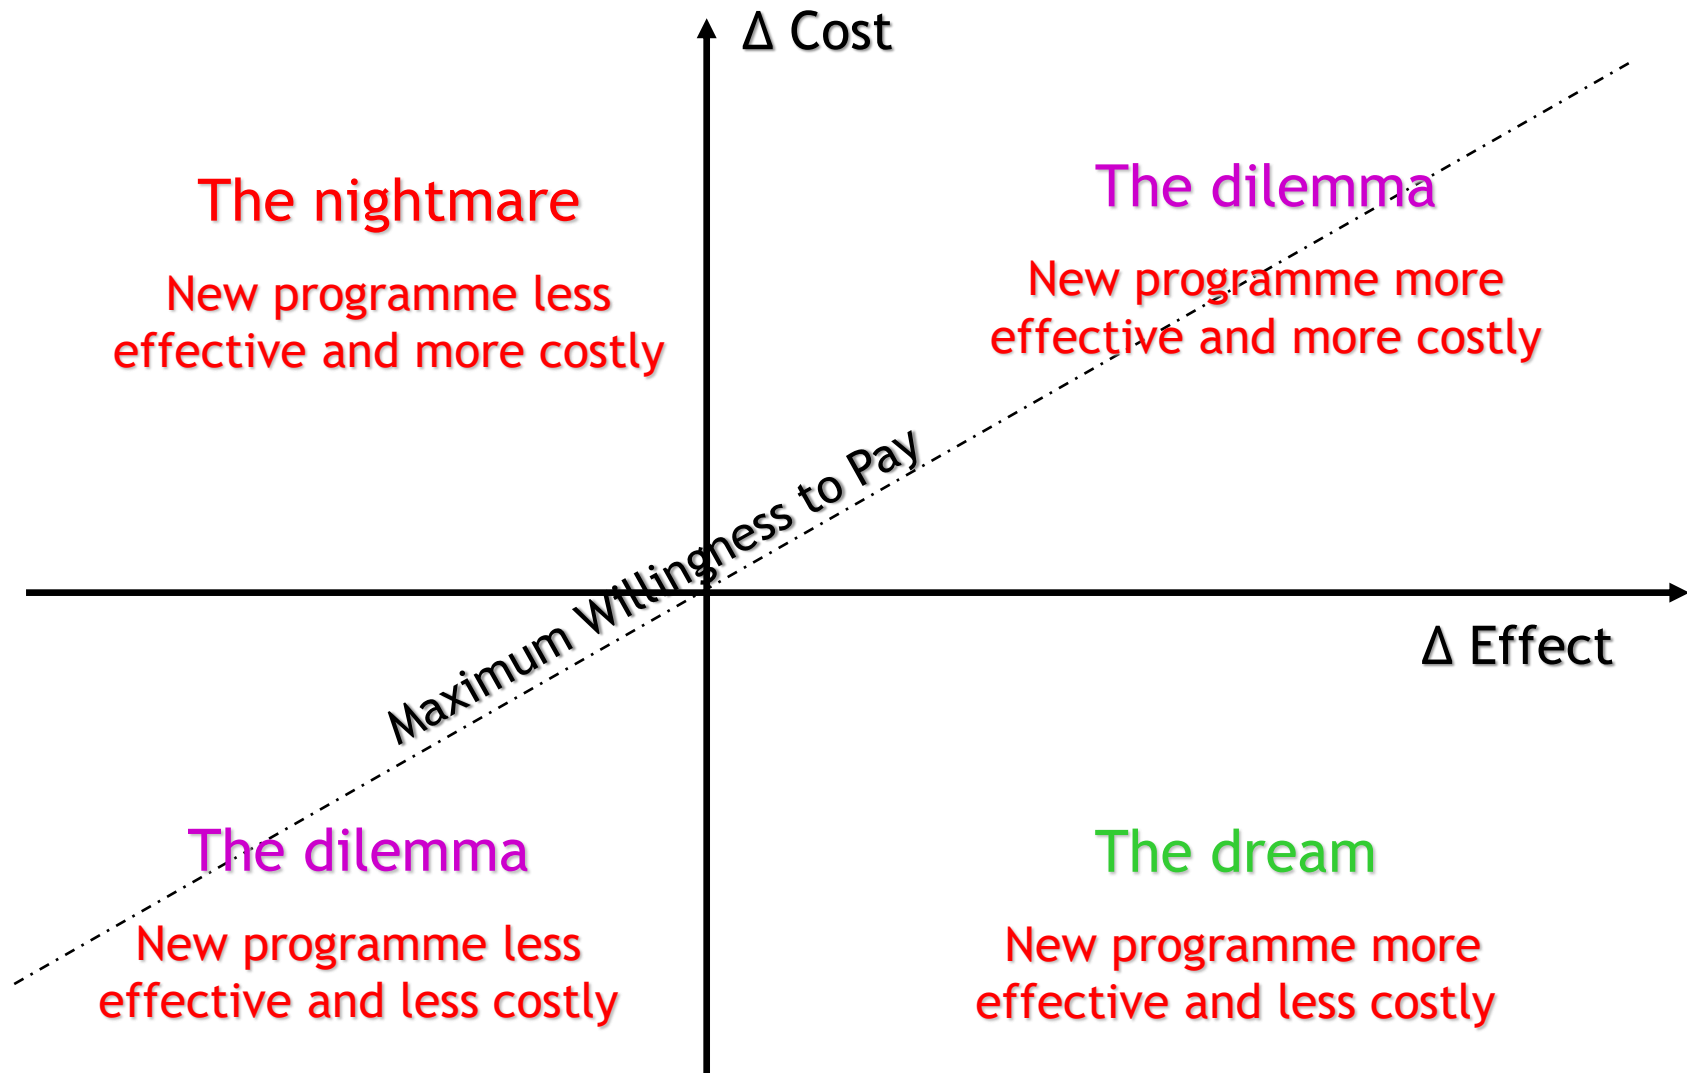 Δ Cost
The nightmare
New programme less
effective and more costly
The dilemma
New programme more
effective and more costly
Maximum Willingness to Pay
Δ Effect
The dilemma
New programme less
effective and less costly
The dream
New programme more
effective and less costly